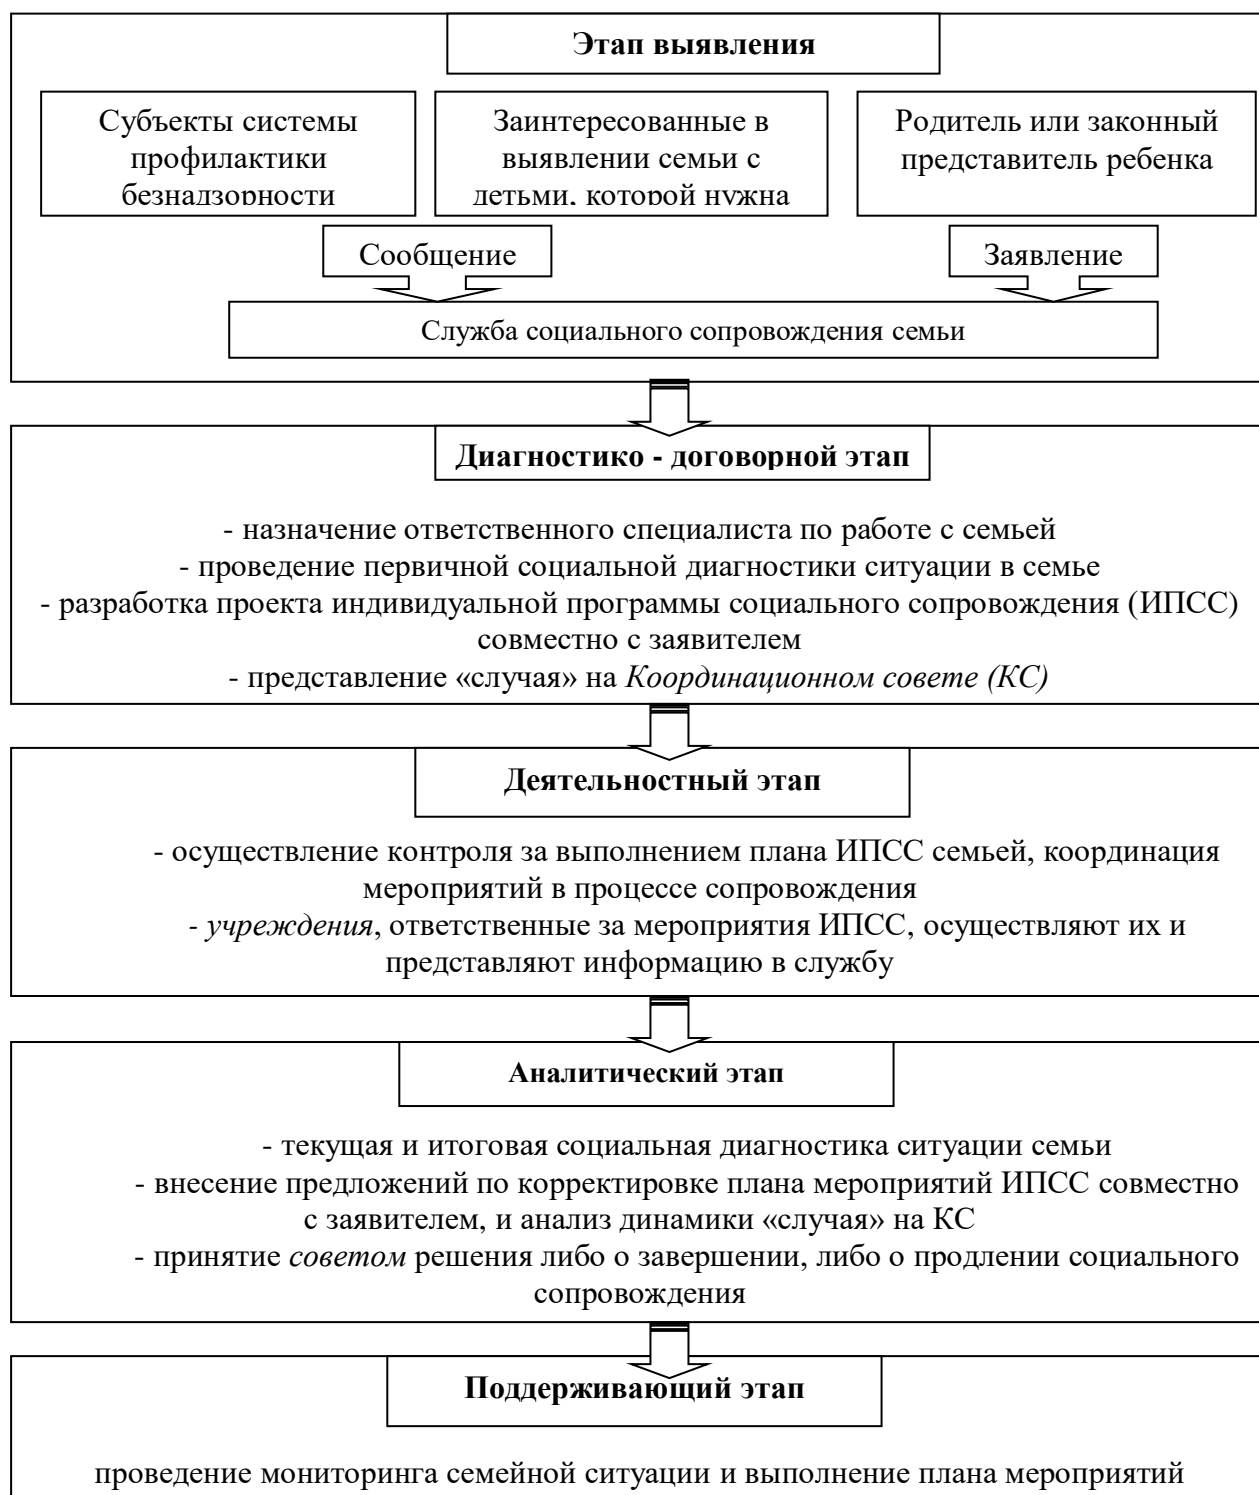 Этап выявления
Субъекты системы
профилактики
безнадзорности
Заинтересованные в
выявлении семьи с
детьми, которой нужна
Родитель или законный
представитель ребенка
Сообщение
Заявление
Служба социального сопровождения семьи
Диагностико - договорной этап
- назначение ответственного специалиста по работе с семьей
- проведение первичной социальной диагностики ситуации в семье
- разработка проекта индивидуальной программы социального сопровождения (ИПСС)
совместно с заявителем
- представление «случая» на Координационном совете (КС)
Деятельностный этап
- осуществление контроля за выполнением плана ИПСС семьей, координация
мероприятий в процессе сопровождения
- учреждения, ответственные за мероприятия ИПСС, осуществляют их и
представляют информацию в службу
Аналитический этап
- текущая и итоговая социальная диагностика ситуации семьи
- внесение предложений по корректировке плана мероприятий ИПСС совместно
с заявителем, и анализ динамики «случая» на КС
- принятие советом решения либо о завершении, либо о продлении социального
сопровождения
Поддерживающий этап
проведение мониторинга семейной ситуации и выполнение плана мероприятий